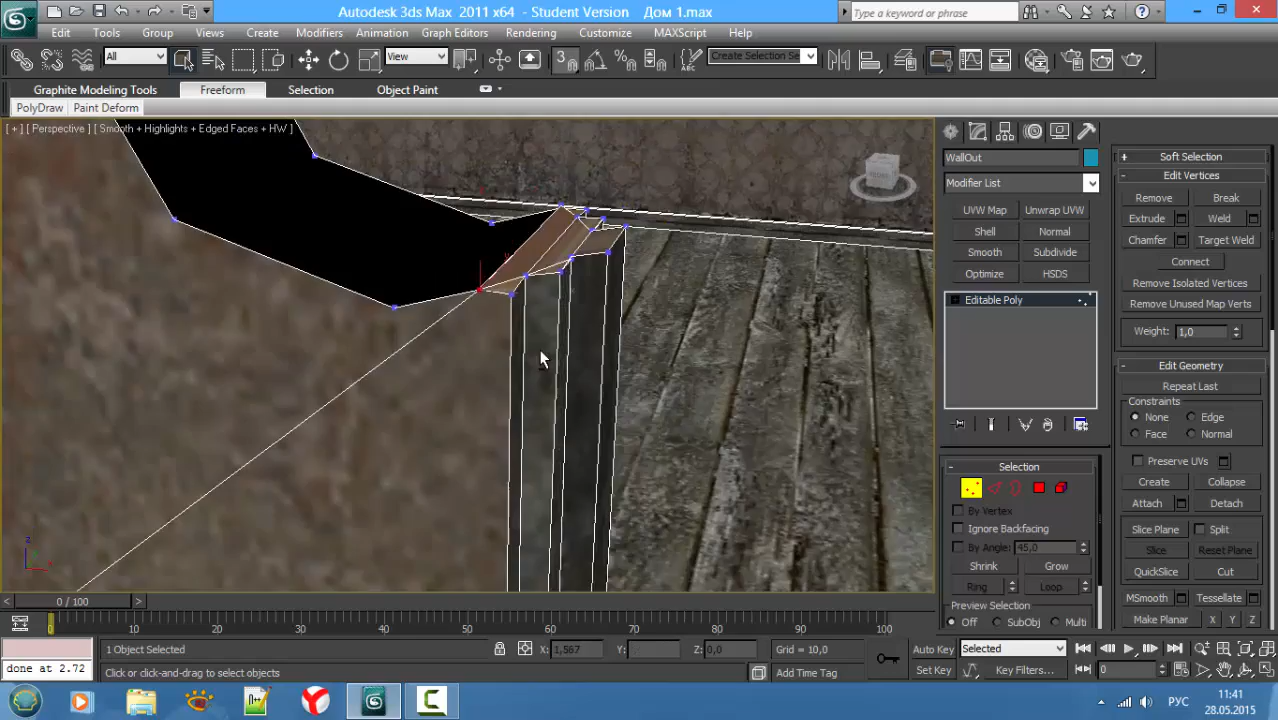 Autodesk 3ds Max 2011 x64 - Student Version Дом 1.max
Type a keyword or phrase
Edit Tools Group Views Create Modifiers Animation Graph Editors Rendering Customize MAXScript Help
All View 3 Create Selection Se
Graphite Modeling Tools Freeform Selection Object Paint
PolyDraw Paint Deform
[ + ] [ Perspective ] [ Smooth + Highlights + Edged Faces + HW ]
WallOut
Modifier List
UVW Map Unwrap UVW
Shell Normal
Smooth Subdivide
Optimize HSDS
Editable Poly
Selection
By Vertex
Ignore Backfacing
By Angle: 45,0
Shrink Grow
Ring Loop
Preview Selection
Off SubObj Multi
Soft Selection
Edit Vertices
Remove Break
Extrude Weld
Chamfer Target Weld
Connect
Remove Isolated Vertices
Remove Unused Map Verts
Weight: 1,0
Edit Geometry
Repeat Last
Constraints
None Edge
Face Normal
Preserve UVs
Create Collapse
Attach Detach
Slice Plane Split
Slice Reset Plane
QuickSlice Cut
MSmooth Tessellate
Make Planar X Y Z
0 / 100
0 10 20 30 40 50 60 70 80 90 100
1 Object Selected X: 1,567 Y: Z: 0,0 Grid = 10,0 Auto Key Selected
done at 2.72 Click or click-and-drag to select objects Add Time Tag Set Key Key Filters... 0
РУС 11:41
28.05.2015